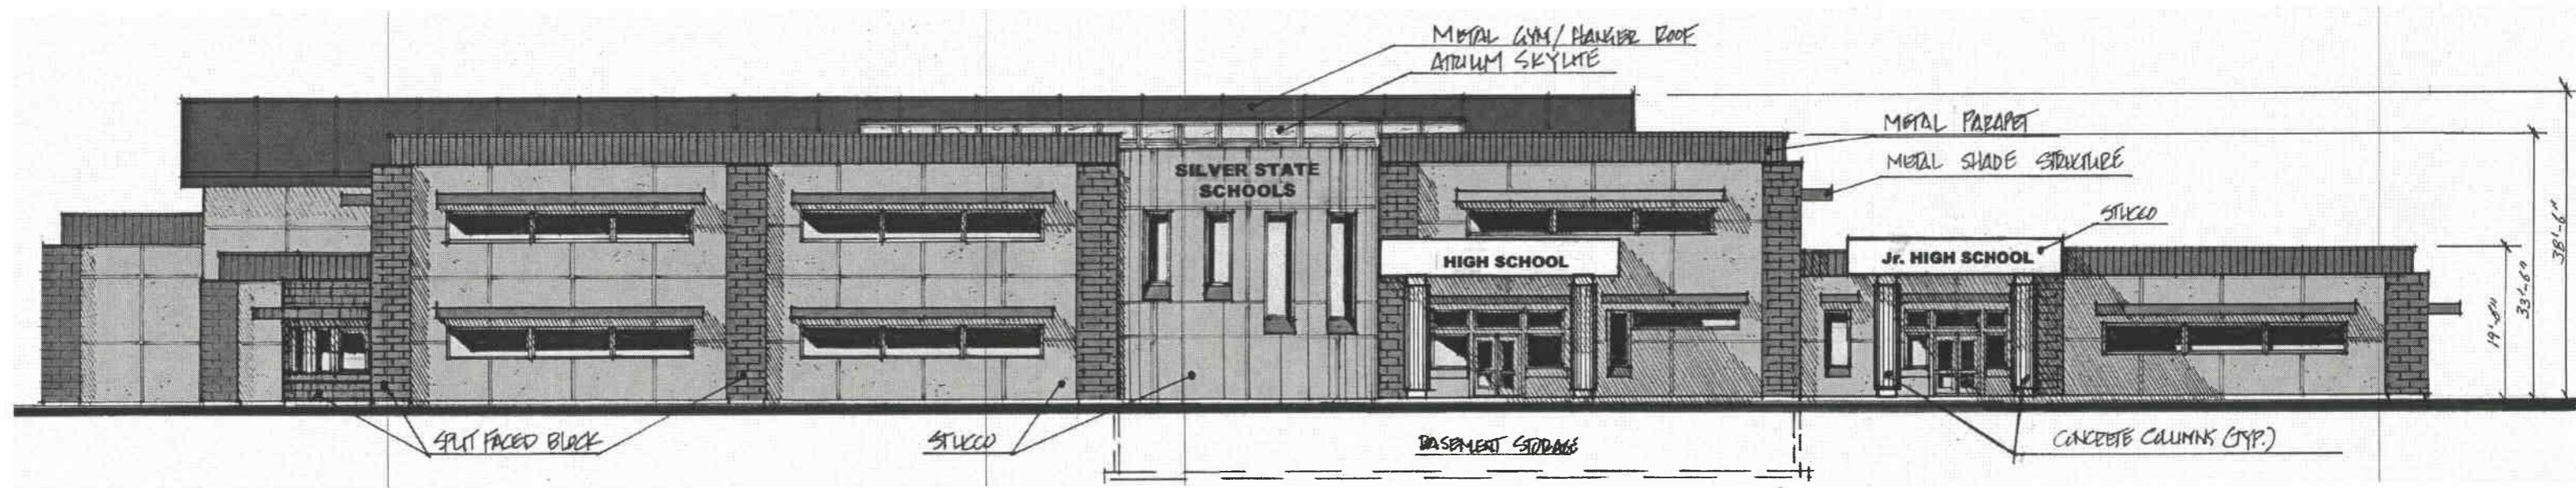 METAL GYM/HANGER ROOF
ATRIUM SKYLITE
METAL PARAPET
METAL SHADE STRUCTURE
SILVER STATE
SCHOOLS
STUCCO
HIGH SCHOOL
Jr. HIGH SCHOOL
19'-8"
33'-6"
38'-6"
SPLIT FACED BLOCK
STUCCO
BASEMENT STORAGE
CONCRETE COLUMNS (TYP.)